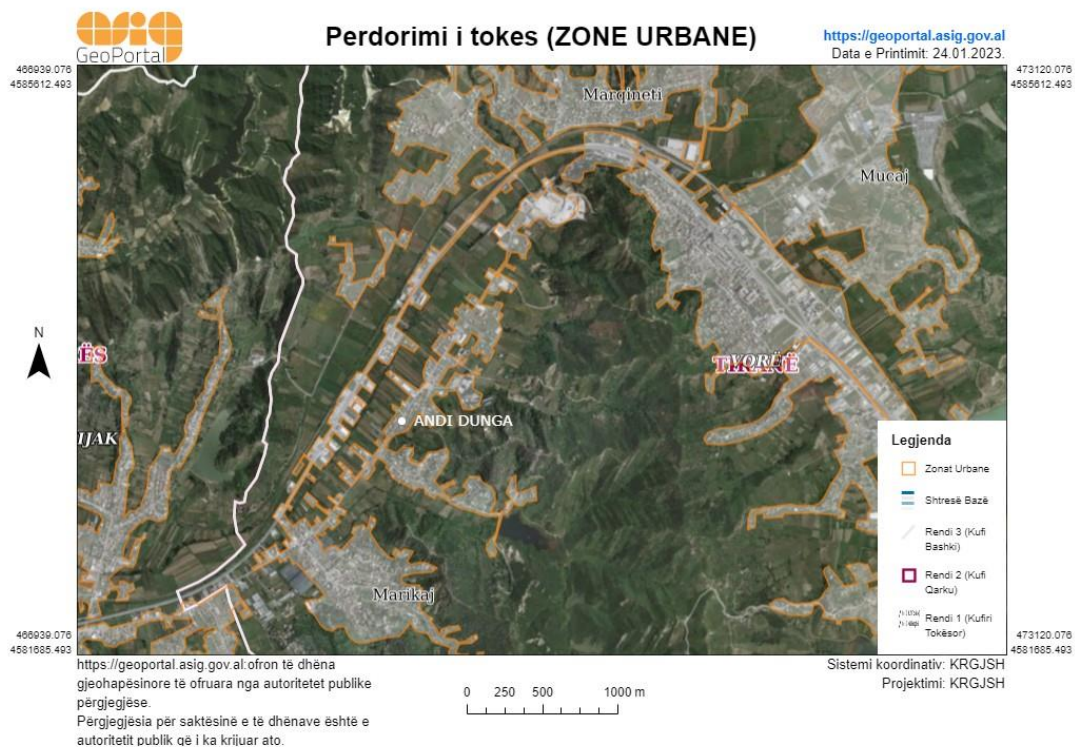 asig
GeoPortal
Perdorimi i tokes (ZONE URBANE)
https://geoportal.asig.gov.al
Data e Printimit: 24.01.2023.
466939.076
4585612.493
473120.076
4585612.493
Marqineti
Mucaj
N
ËS
VORË
TIRANË
IJAK
ANDI DUNGA
Marikaj
Legjenda
Zonat Urbane
Shtresë Bazë
Rendi 3 (Kufi
Bashki)
Rendi 2 (Kufi
Qarku)
Rendi 1 (Kufiri
Tokësor)
466939.076
4581685.493
473120.076
4581685.493
https://geoportal.asig.gov.al:ofron të dhëna
gjeohapësinore të ofruara nga autoritetet publike
përgjegjëse.
Përgjegjësia për saktësinë e të dhënave është e
autoritetit publik që i ka krijuar ato.
0 250 500 1000 m
Sistemi koordinativ: KRGJSH
Projektimi: KRGJSH